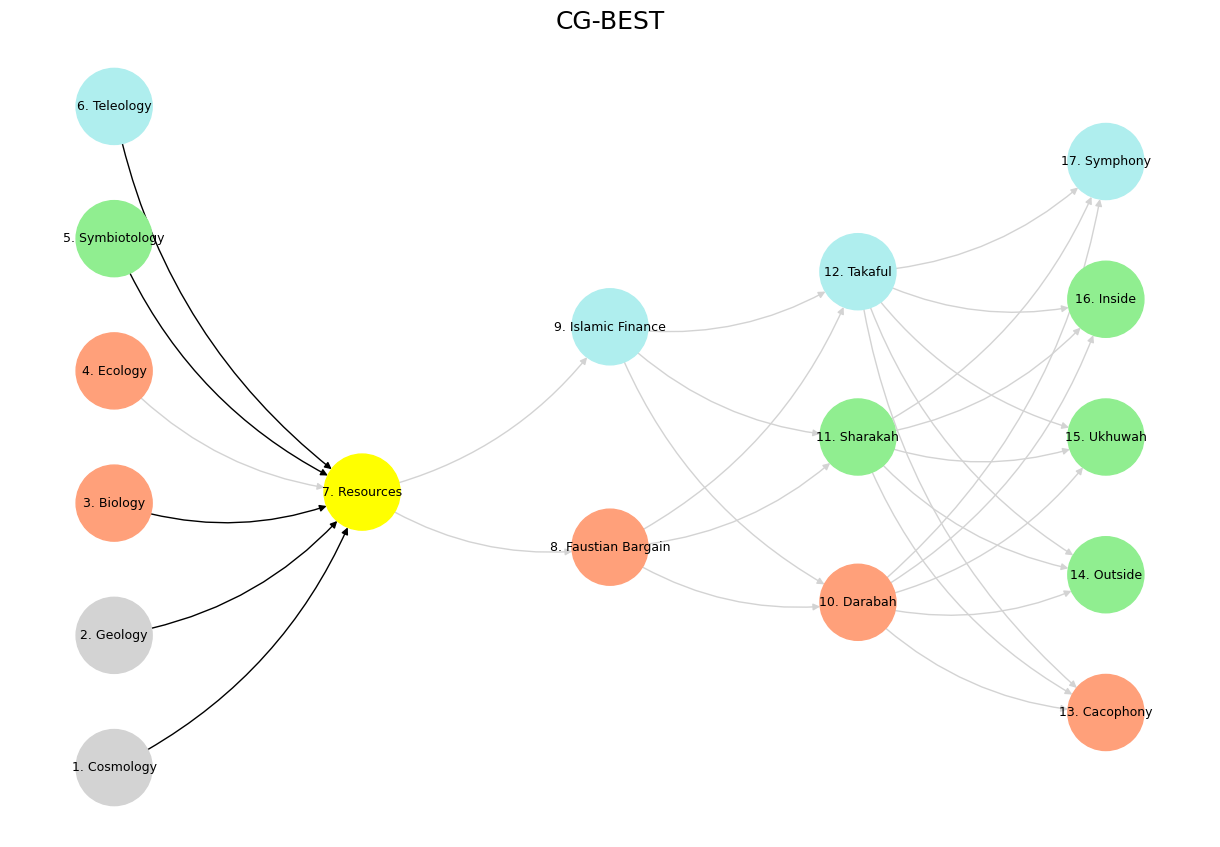 CG-BEST
6. Teleology
5. Symbiotology
4. Ecology
3. Biology
2. Geology
1. Cosmology
7. Resources
9. Islamic Finance
8. Faustian Bargain
12. Takaful
11. Sharakah
10. Darabah
17. Symphony
16. Inside
15. Ukhuwah
14. Outside
13. Cacophony